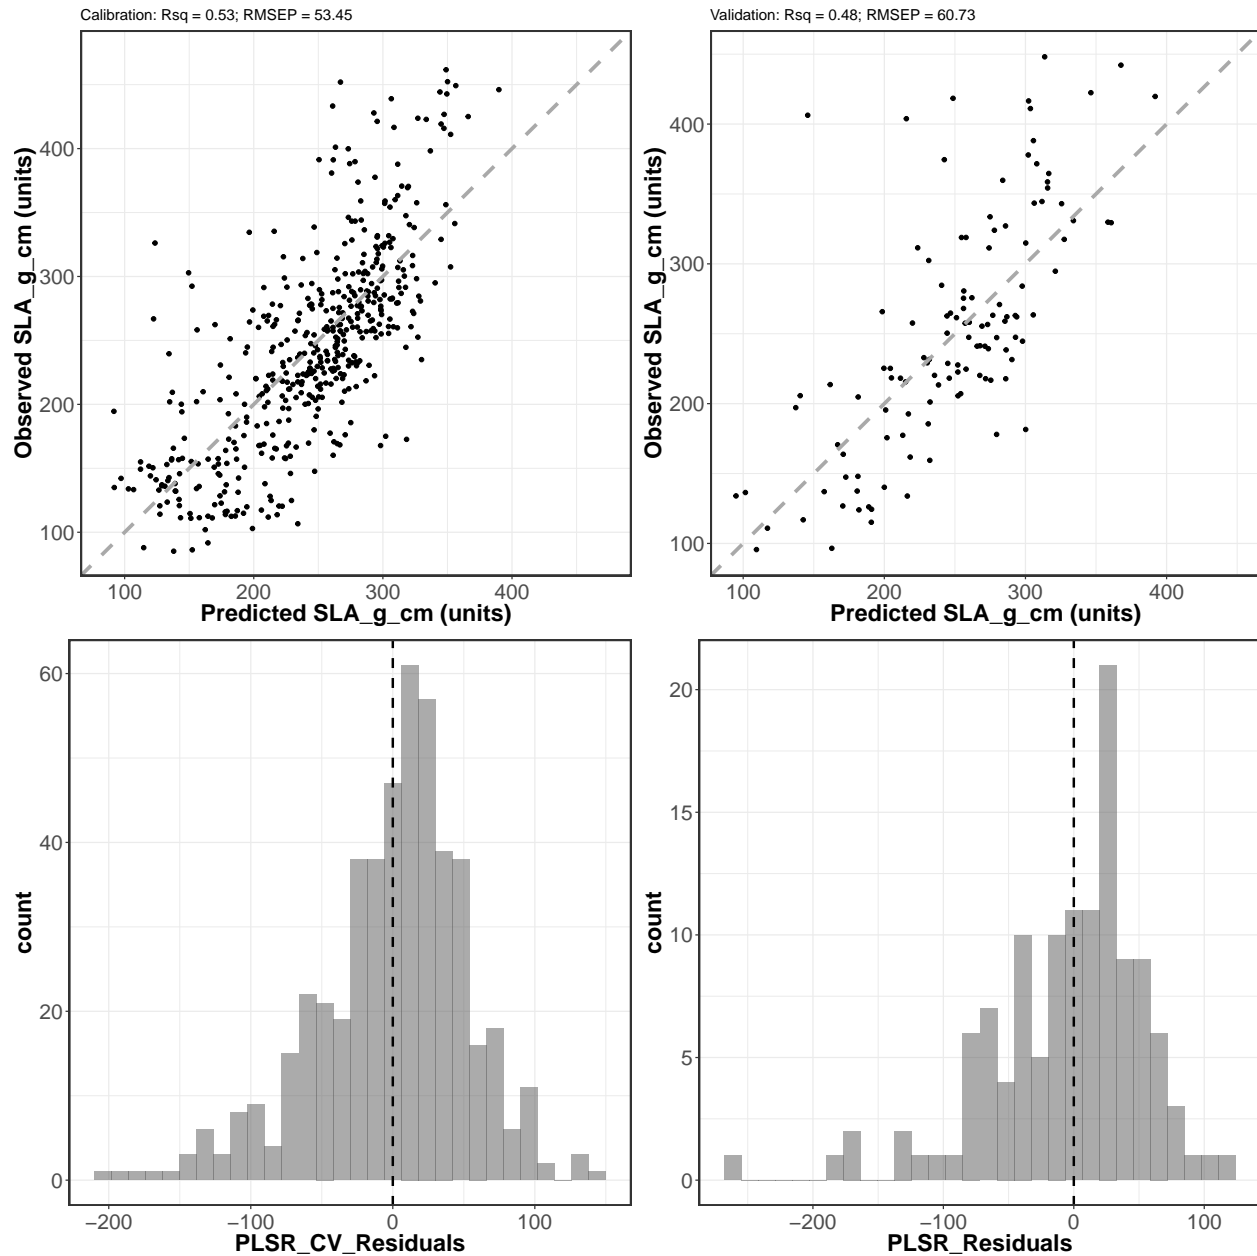 Calibration: Rsq = 0.53; RMSEP = 53.45
Validation: Rsq = 0.48; RMSEP = 60.73
Observed SLA_g_cm (units)
400
300
200
100
100 200 300 400
Predicted SLA_g_cm (units)
Observed SLA_g_cm (units)
400
300
200
100
100 200 300 400
Predicted SLA_g_cm (units)
count
60
40
20
0
−200 −100 0 100
PLSR_CV_Residuals
count
20
15
10
5
0
−200 −100 0 100
PLSR_Residuals